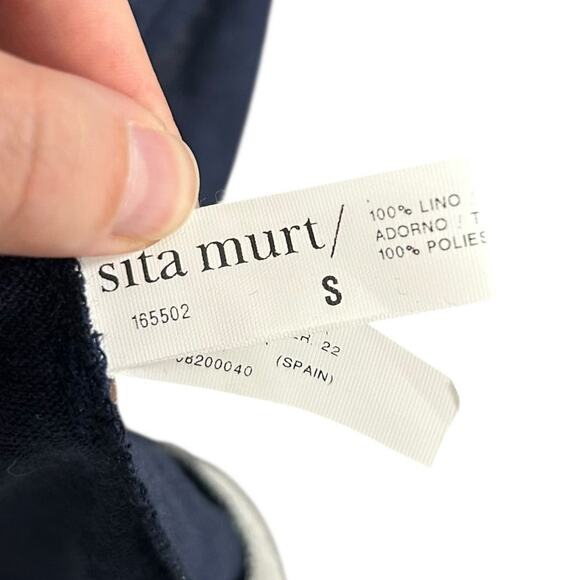 sita murt/
S
165502
100% LINO
ADORNO / T
100% POLIES
22
08200040 (SPAIN)